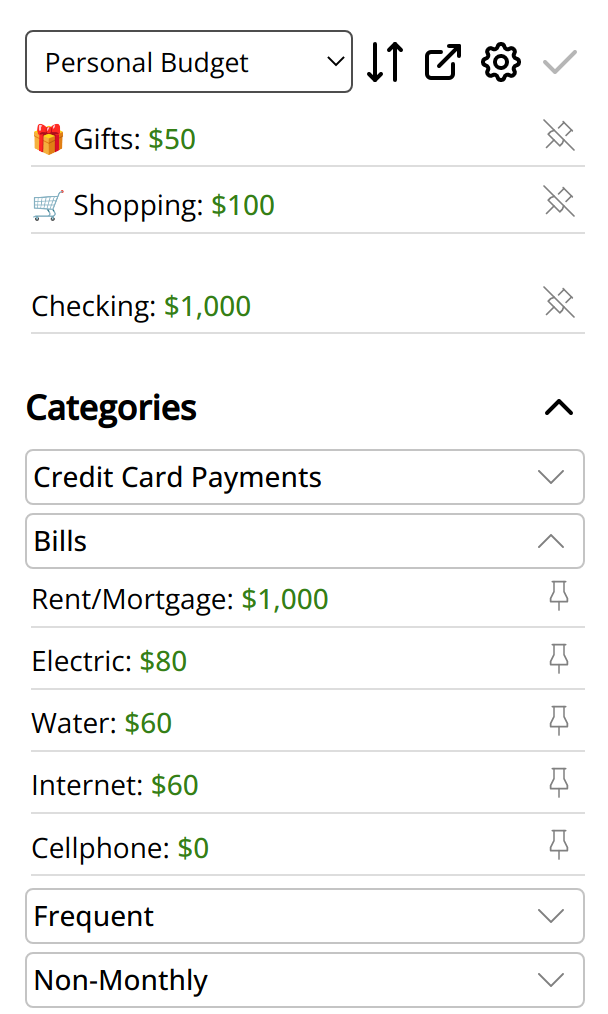 Personal Budget
🎁 Gifts: $50
🛒 Shopping: $100
Checking: $1,000
Categories
Credit Card Payments
Bills
Rent/Mortgage: $1,000
Electric: $80
Water: $60
Internet: $60
Cellphone: $0
Frequent
Non-Monthly